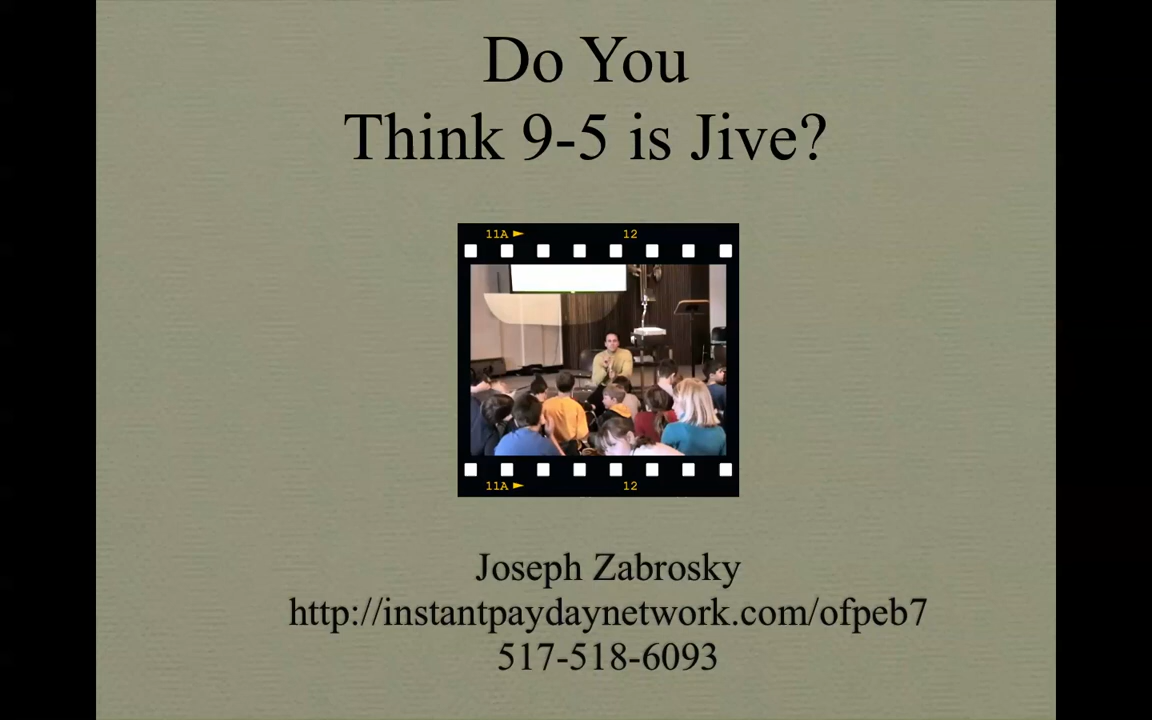 Do You
Think 9-5 is Jive?
11A 12
11A 12
Joseph Zabrosky
http://instantpaydaynetwork.com/ofpeb7
517-518-6093